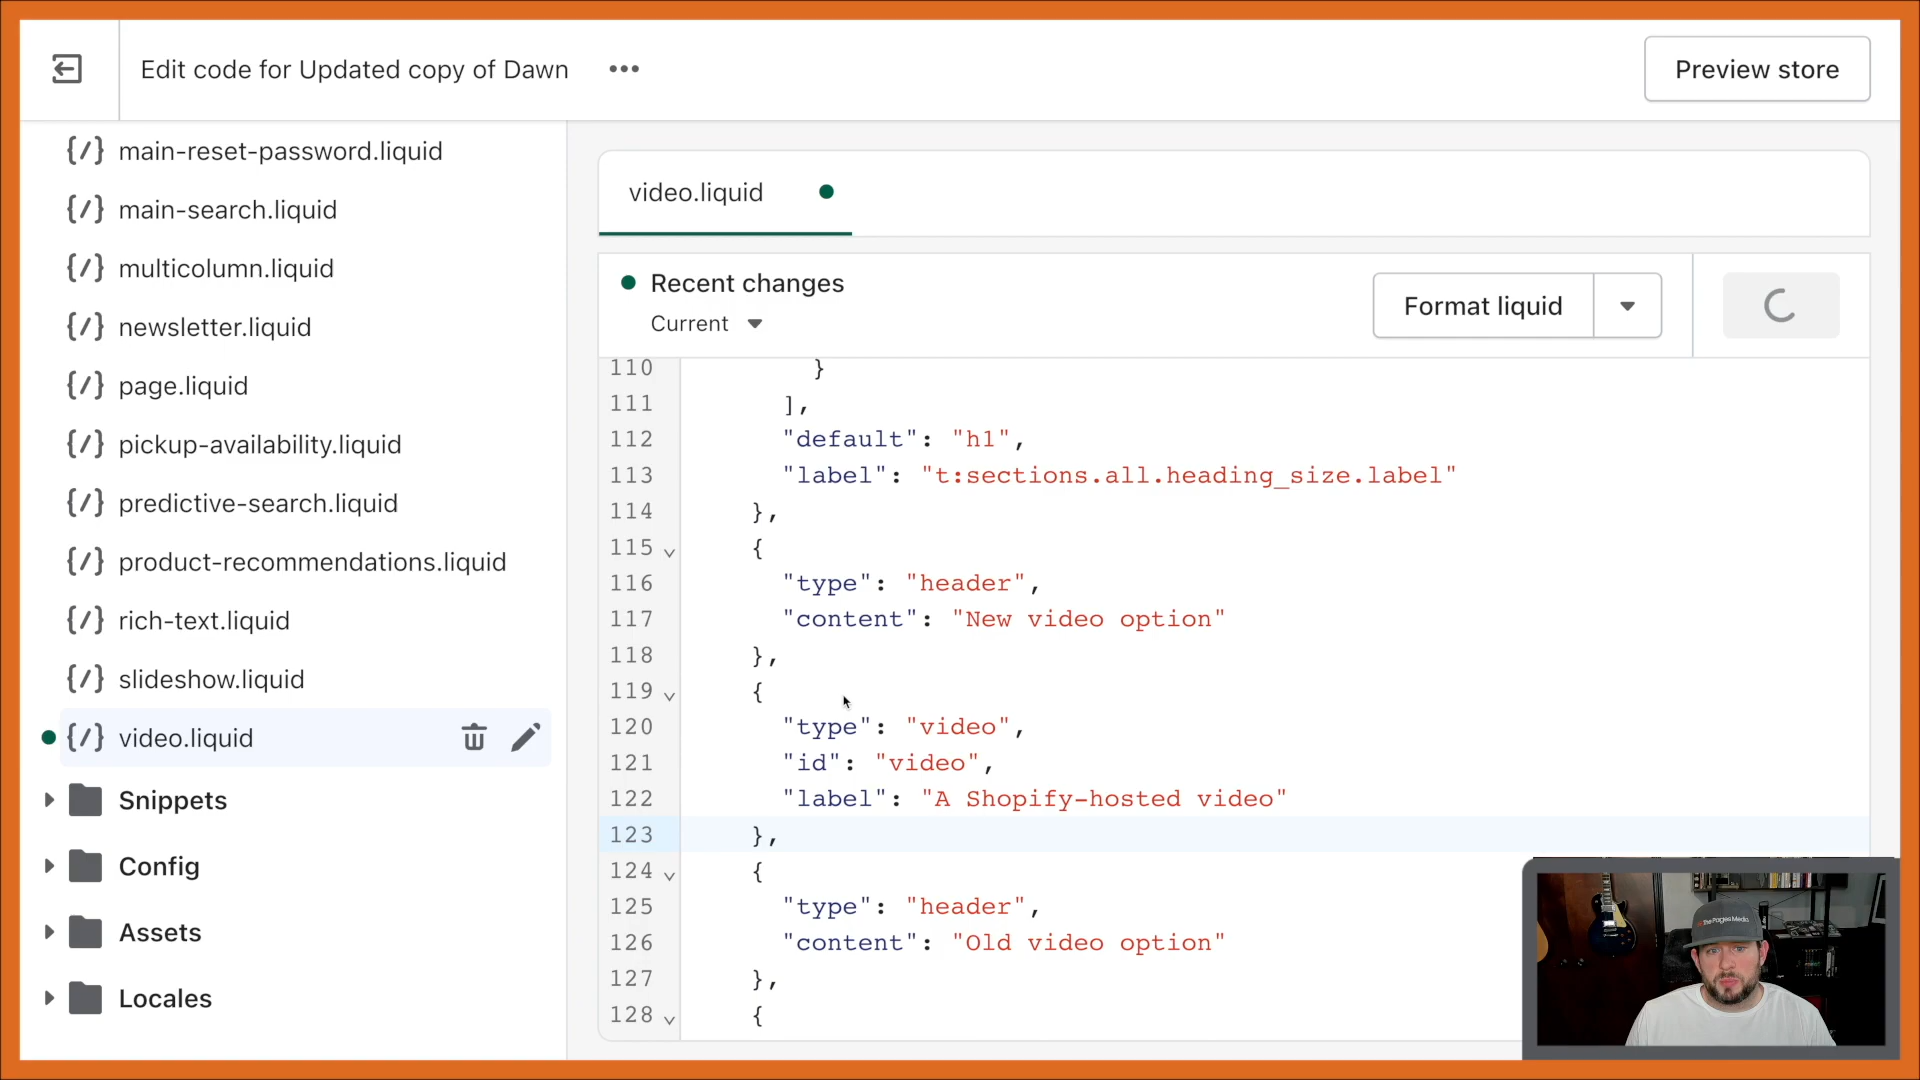 Edit code for Updated copy of Dawn
Preview store
main-reset-password.liquid
main-search.liquid
multicolumn.liquid
newsletter.liquid
page.liquid
pickup-availability.liquid
predictive-search.liquid
product-recommendations.liquid
rich-text.liquid
slideshow.liquid
video.liquid
Snippets
Config
Assets
Locales
video.liquid
Recent changes
Current
Format liquid
110 }
111 ],
112 "default": "h1",
113 "label": "t:sections.all.heading_size.label"
114 },
115 {
116 "type": "header",
117 "content": "New video option"
118 },
119 {
120 "type": "video",
121 "id": "video",
122 "label": "A Shopify-hosted video"
123 },
124 {
125 "type": "header",
126 "content": "Old video option"
127 },
128 {